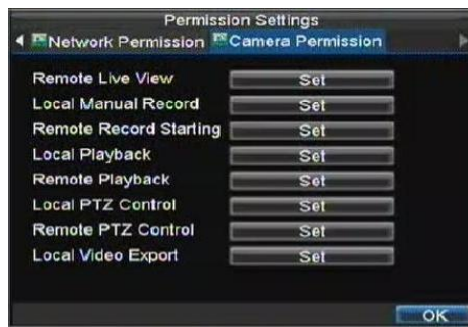 Permission Settings
Network Permission Camera Permission
Remote Live View Set
Local Manual Record Set
Remote Record Starting Set
Local Playback Set
Remote Playback Set
Local PTZ Control Set
Remote PTZ Control Set
Local Video Export Set
OK